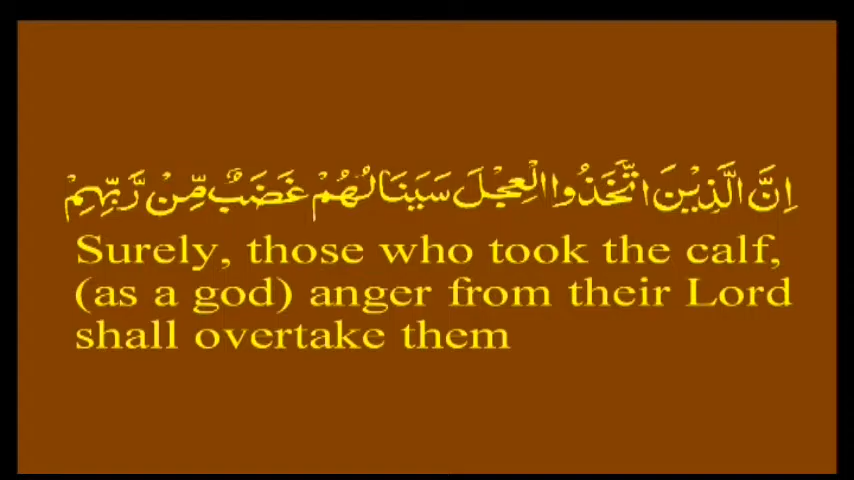 اِنَّ الَّذِيْنَ اتَّخَذُوا الْعِجْلَ سَيَنَالُهُمْ غَضَبٌ مِّنْ رَّبِّهِمْ
Surely, those who took the calf,
(as a god) anger from their Lord
shall overtake them